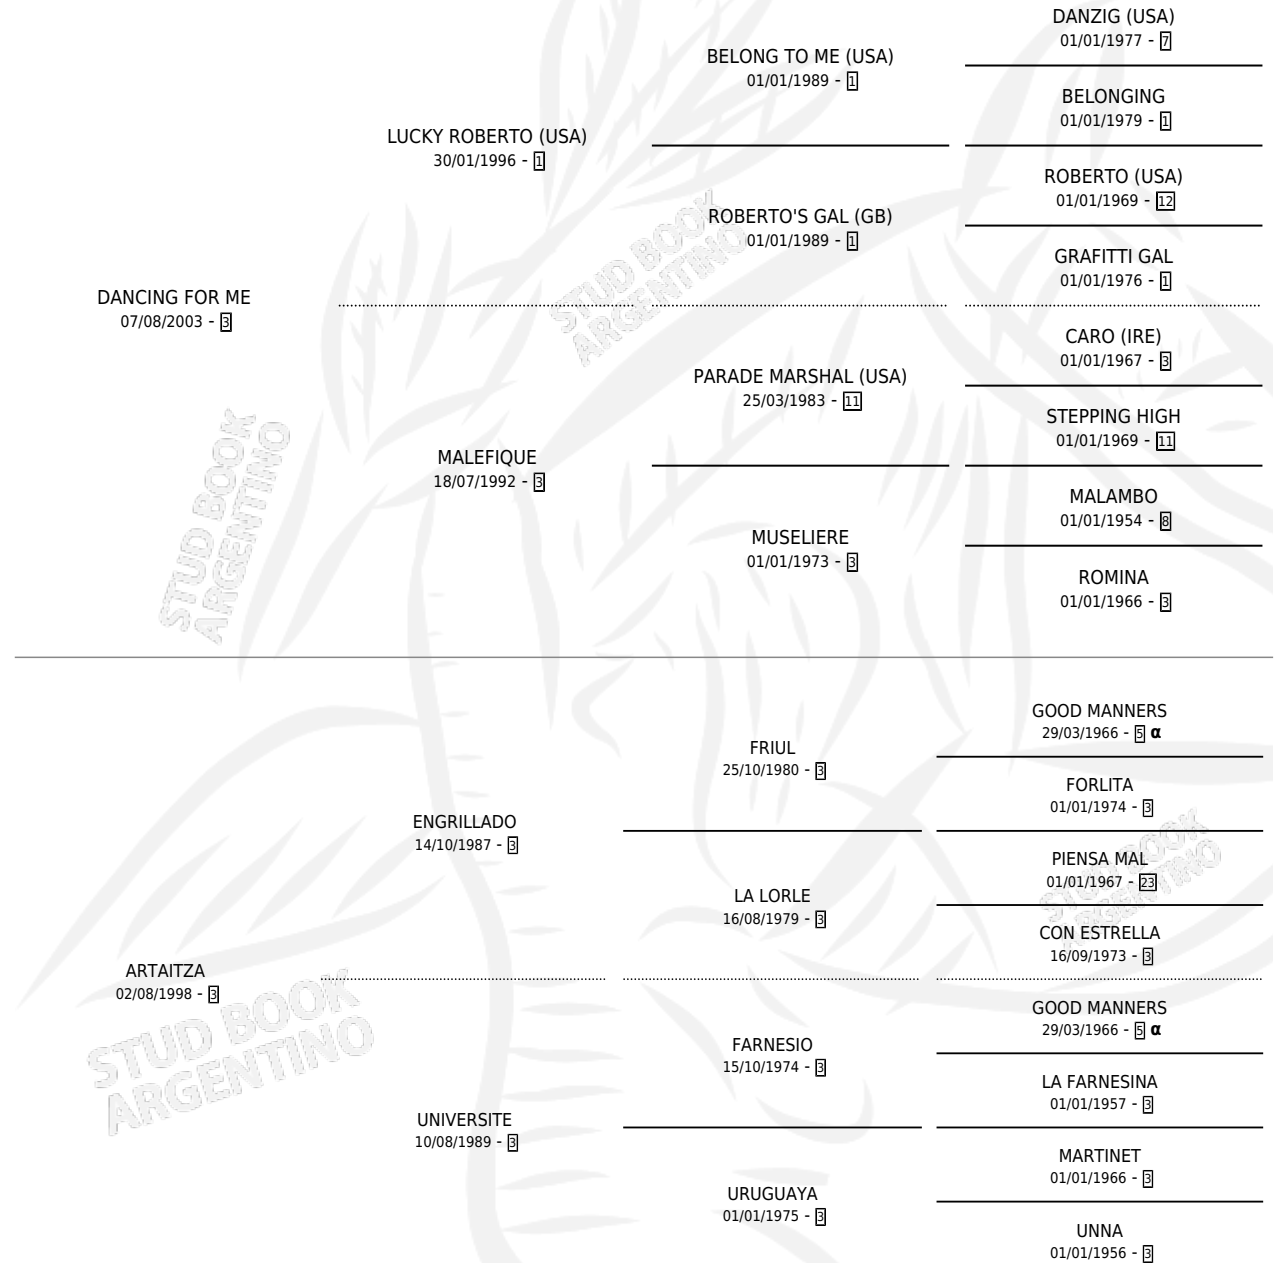 DANZIG (USA)
01/01/1977 - 7
BELONG TO ME (USA)
01/01/1989 - 1
BELONGING
01/01/1979 - 1
LUCKY ROBERTO (USA)
30/01/1996 - 1
ROBERTO (USA)
01/01/1969 - 12
ROBERTO'S GAL (GB)
01/01/1989 - 1
GRAFITTI GAL
01/01/1976 - 1
DANCING FOR ME
07/08/2003 - 3
CARO (IRE)
01/01/1967 - 3
PARADE MARSHAL (USA)
25/03/1983 - 11
STEPPING HIGH
01/01/1969 - 11
MALEFIQUE
18/07/1992 - 3
MALAMBO
01/01/1954 - 8
MUSELIERE
01/01/1973 - 3
ROMINA
01/01/1966 - 3
GOOD MANNERS
29/03/1966 - 5 α
FRIUL
25/10/1980 - 3
FORLITA
01/01/1974 - 3
ENGRILLADO
14/10/1987 - 3
PIENSA MAL
01/01/1967 - 23
LA LORLE
16/08/1979 - 3
CON ESTRELLA
16/09/1973 - 3
ARTAITZA
02/08/1998 - 3
GOOD MANNERS
29/03/1966 - 5 α
FARNESIO
15/10/1974 - 3
LA FARNESINA
01/01/1957 - 3
UNIVERSITE
10/08/1989 - 3
MARTINET
01/01/1966 - 3
URUGUAYA
01/01/1975 - 3
UNNA
01/01/1956 - 3
STUD BOOK
ARGENTINO
STUD BOOK
ARGENTINO
STUD BOOK
ARGENTINO
STUD BOOK
ARGENTINO